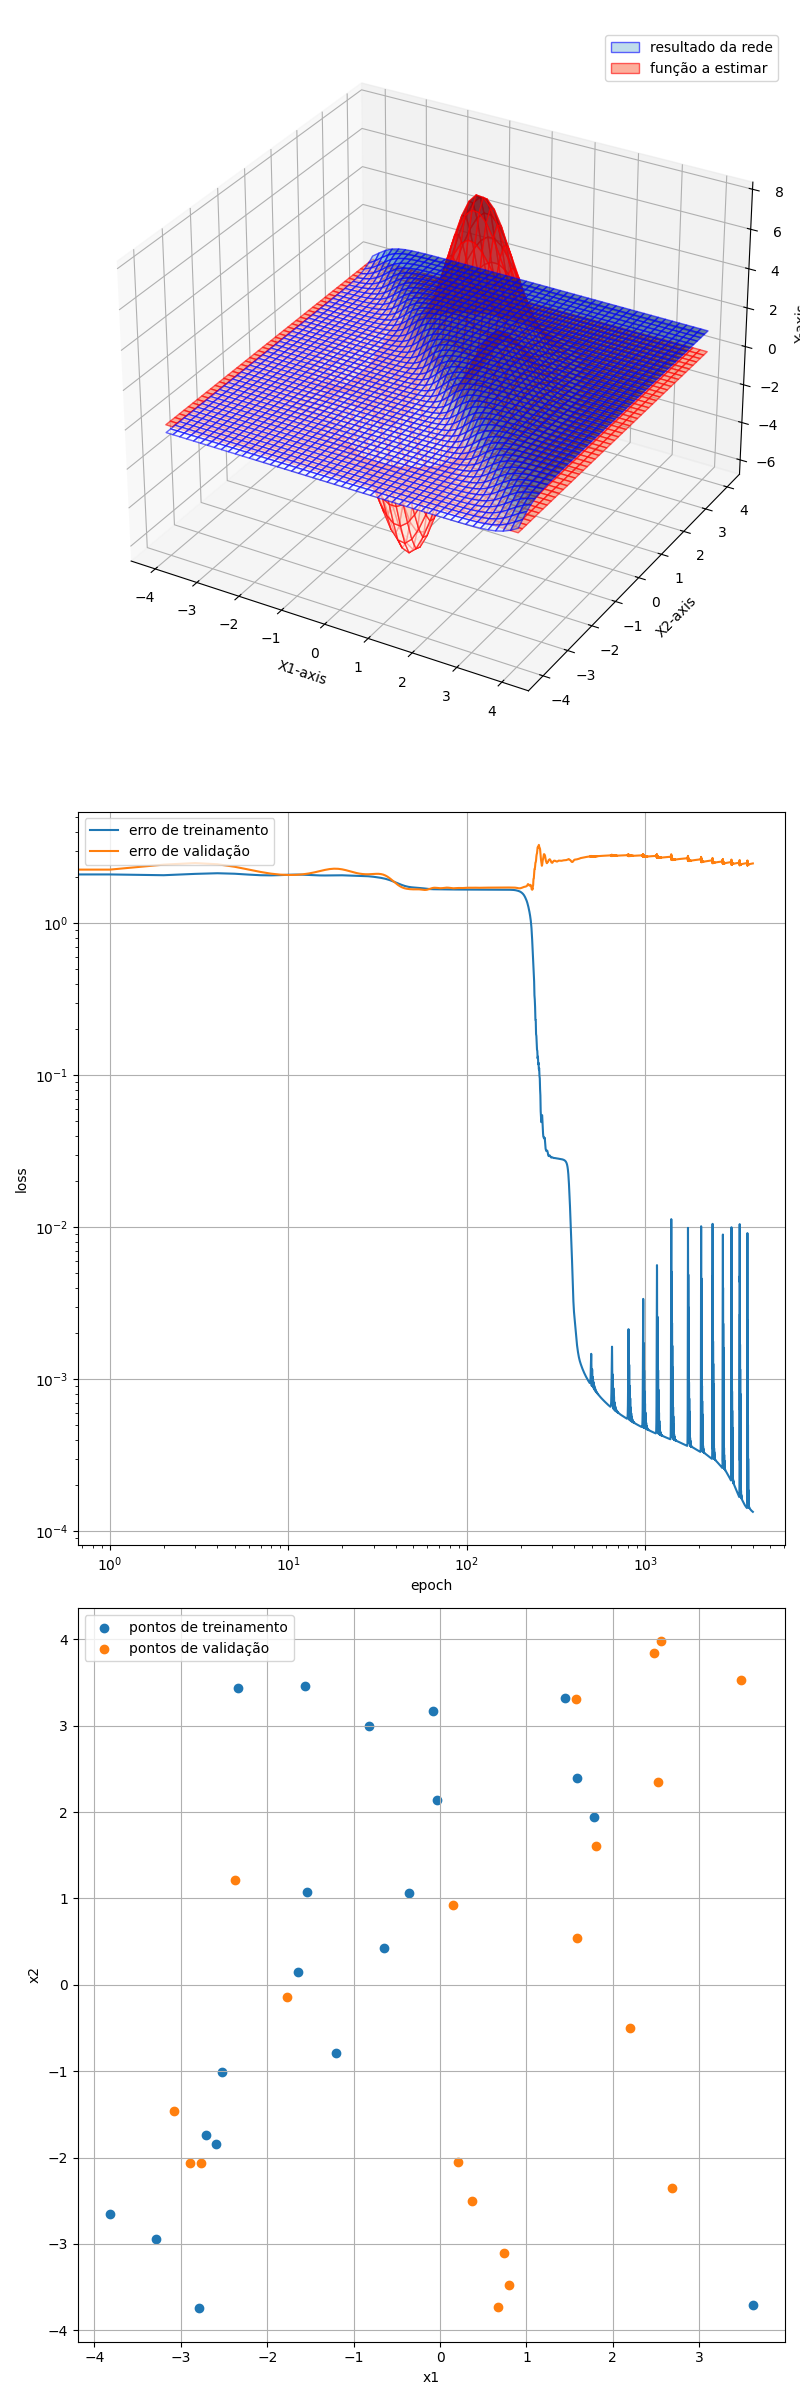 resultado da rede
função a estimar
8
6
4
2
0
−2
−4
−6
−4
−3
−2
−1
0
1
2
3
4
X1-axis
−4
−3
−2
−1
0
1
2
3
4
X2-axis
erro de treinamento
erro de validação
10^0
10^−1
10^−2
10^−3
10^−4
loss
10^0 10^1 10^2 10^3
epoch
pontos de treinamento
pontos de validação
4
3
2
1
0
−1
−2
−3
−4
x2
−4 −3 −2 −1 0 1 2 3
x1